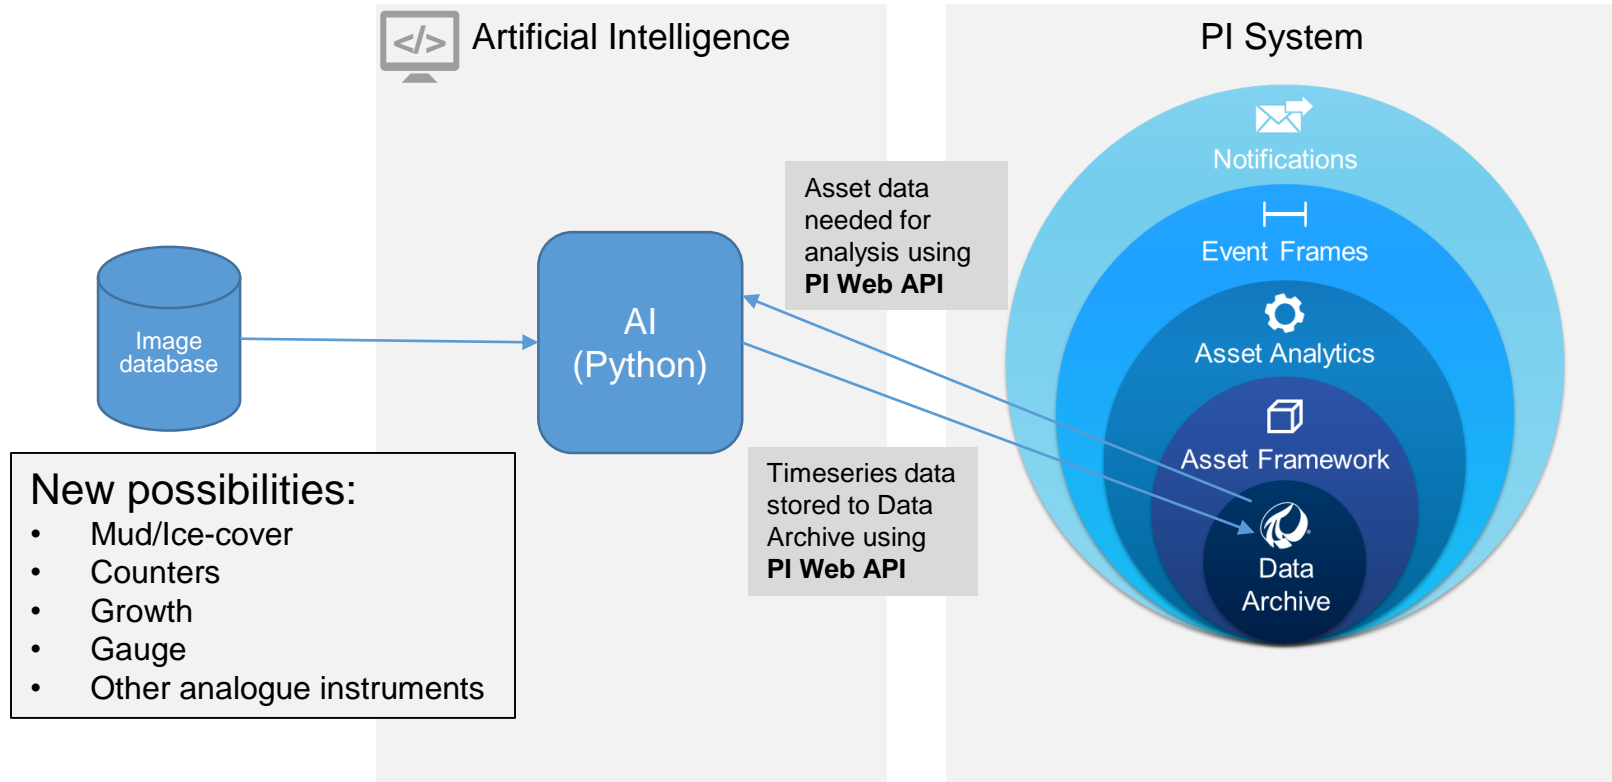 </>
Artificial Intelligence
PI System
Notifications
Event Frames
Asset Analytics
Asset Framework
Data
Archive
Asset data
needed for
analysis using
PI Web API
AI
(Python)
Image
database
Timeseries data
stored to Data
Archive using
PI Web API
New possibilities:
• Mud/Ice-cover
• Counters
• Growth
• Gauge
• Other analogue instruments